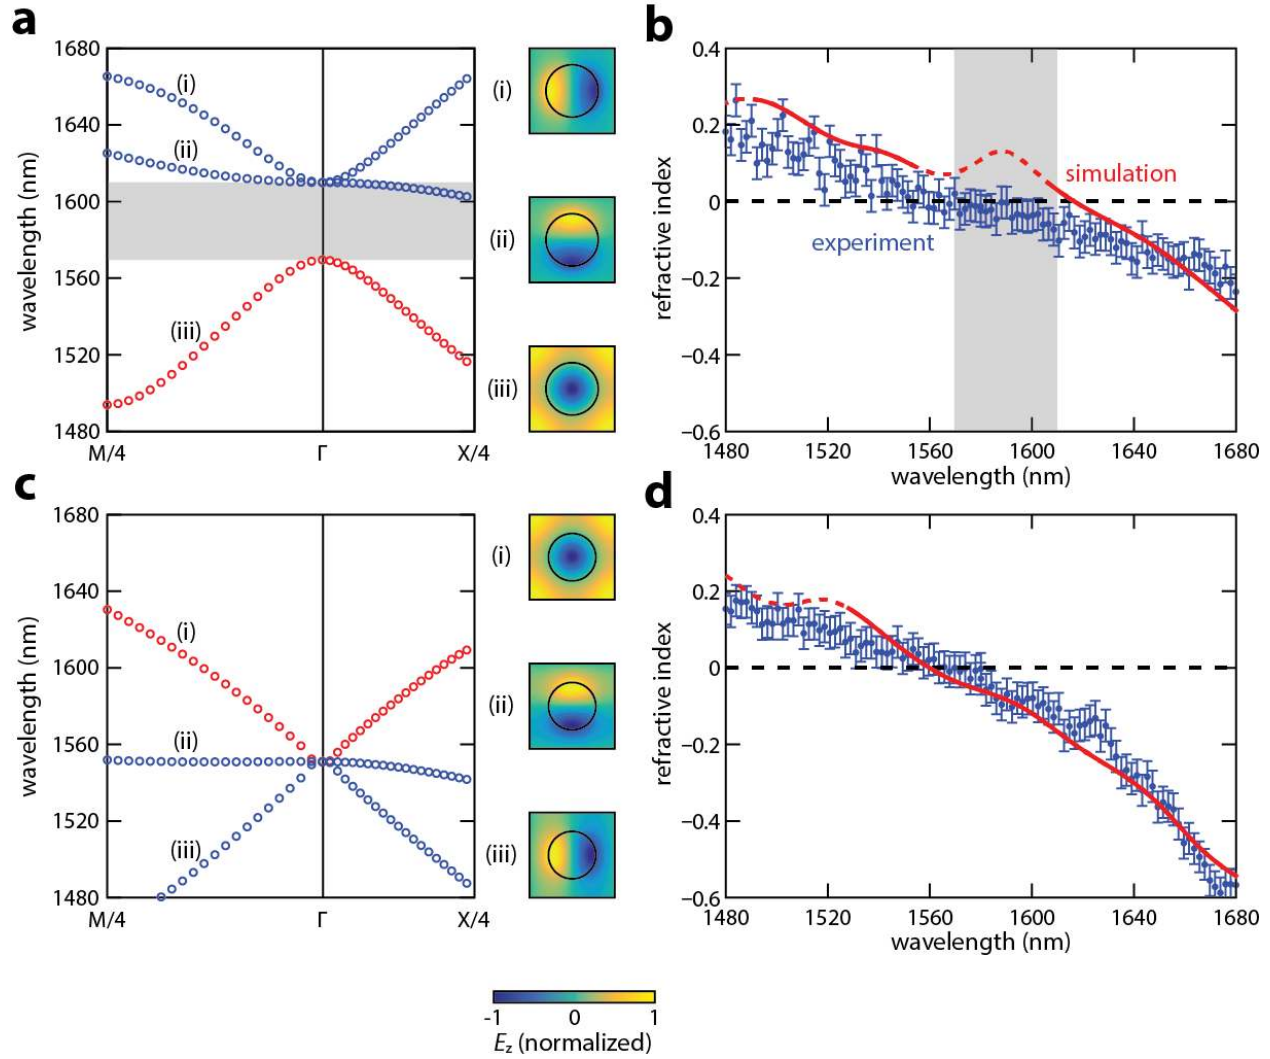 a
1680
1640
1600
1560
1520
1480
wavelength (nm)
M/4
Γ
X/4
(i)
(ii)
(iii)
(i)
(ii)
(iii)
b
0.4
0.2
0
−0.2
−0.4
−0.6
refractive index
simulation
experiment
1480
1520
1560
1600
1640
1680
wavelength (nm)
c
1680
1640
1600
1560
1520
1480
wavelength (nm)
M/4
Γ
X/4
(i)
(ii)
(iii)
(i)
(ii)
(iii)
d
0.4
0.2
0
−0.2
−0.4
−0.6
refractive index
1480
1520
1560
1600
1640
1680
wavelength (nm)
-1
0
1
Ez (normalized)